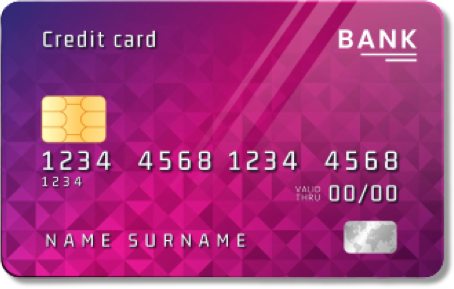 Credit card
BANK
1234 4568 1234 4568
1234
VALID THRU 00/00
NAME SURNAME